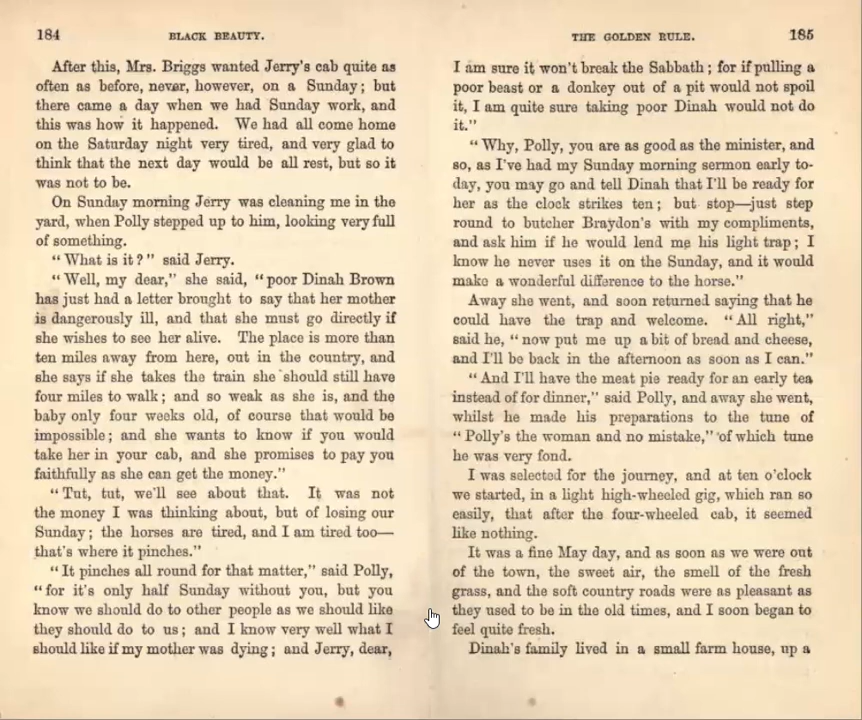 184
BLACK BEAUTY.
After this, Mrs. Briggs wanted Jerry's cab quite as
often as before, never, however, on a Sunday; but
there came a day when we had Sunday work, and
this was how it happened. We had all come home
on the Saturday night very tired, and very glad to
think that the next day would be all rest, but so it
was not to be.
On Sunday morning Jerry was cleaning me in the
yard, when Polly stepped up to him, looking very full
of something.
"What is it?" said Jerry.
"Well, my dear," she said, "poor Dinah Brown
has just had a letter brought to say that her mother
is dangerously ill, and that she must go directly if
she wishes to see her alive. The place is more than
ten miles away from here, out in the country, and
she says if she takes the train she should still have
four miles to walk; and so weak as she is, and the
baby only four weeks old, of course that would be
impossible; and she wants to know if you would
take her in your cab, and she promises to pay you
faithfully as she can get the money."
"Tut, tut, we'll see about that. It was not
the money I was thinking about, but of losing our
Sunday; the horses are tired, and I am tired too—
that's where it pinches."
"It pinches all round for that matter," said Polly,
"for it's only half Sunday without you, but you
know we should do to other people as we should like
they should do to us; and I know very well what I
should like if my mother was dying; and Jerry, dear,
THE GOLDEN RULE.
185
I am sure it won't break the Sabbath; for if pulling a
poor beast or a donkey out of a pit would not spoil
it, I am quite sure taking poor Dinah would not do
it."
"Why, Polly, you are as good as the minister, and
so, as I've had my Sunday morning sermon early to-
day, you may go and tell Dinah that I'll be ready for
her as the clock strikes ten; but stop—just step
round to butcher Braydon's with my compliments,
and ask him if he would lend me his light trap; I
know he never uses it on the Sunday, and it would
make a wonderful difference to the horse."
Away she went, and soon returned saying that he
could have the trap and welcome. "All right,"
said he, "now put me up a bit of bread and cheese,
and I'll be back in the afternoon as soon as I can."
"And I'll have the meat pie ready for an early tea
instead of for dinner," said Polly, and away she went,
whilst he made his preparations to the tune of
"Polly's the woman and no mistake," of which tune
he was very fond.
I was selected for the journey, and at ten o'clock
we started, in a light high-wheeled gig, which ran so
easily, that after the four-wheeled cab, it seemed
like nothing.
It was a fine May day, and as soon as we were out
of the town, the sweet air, the smell of the fresh
grass, and the soft country roads were as pleasant as
they used to be in the old times, and I soon began to
feel quite fresh.
Dinah's family lived in a small farm house, up a